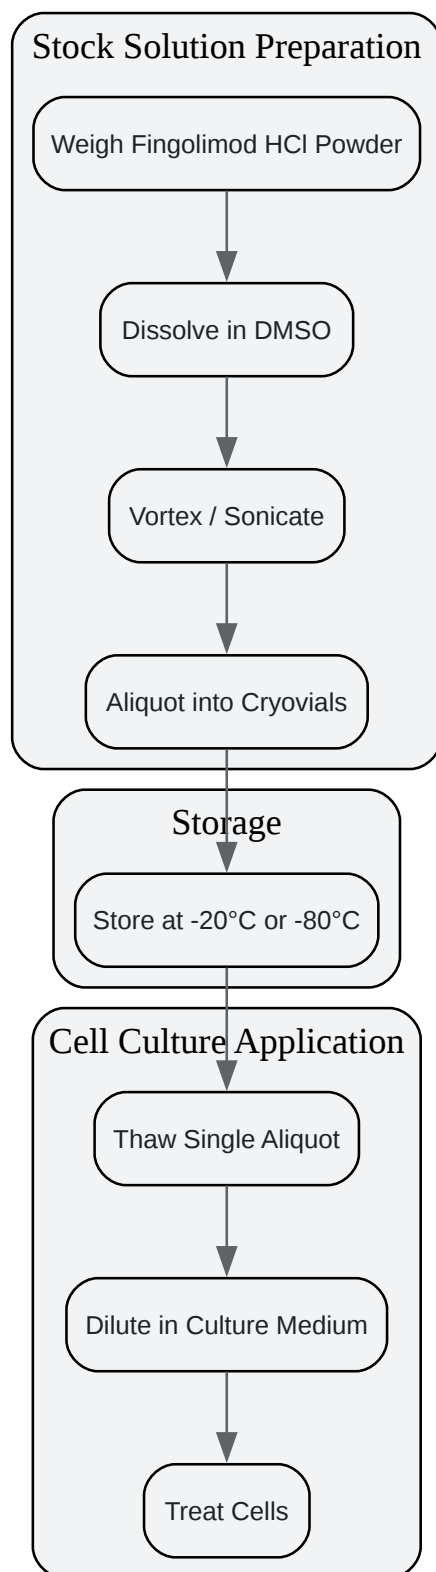 Stock Solution Preparation
Weigh Fingolimod HCl Powder
Dissolve in DMSO
Vortex / Sonicate
Aliquot into Cryovials
Storage
Store at -20°C or -80°C
Cell Culture Application
Thaw Single Aliquot
Dilute in Culture Medium
Treat Cells